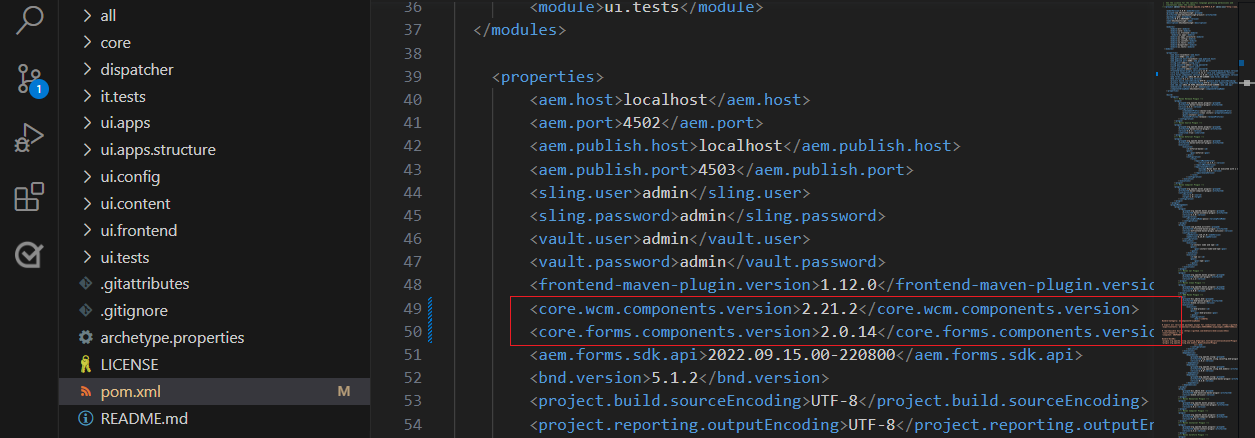 all
core
dispatcher
it.tests
ui.apps
ui.apps.structure
ui.config
ui.content
ui.frontend
ui.tests
.gitattributes
.gitignore
archetype.properties
LICENSE
pom.xml M
README.md
1
36 <module>ui.tests</module>
37 </modules>
38
39 <properties>
40 <aem.host>localhost</aem.host>
41 <aem.port>4502</aem.port>
42 <aem.publish.host>localhost</aem.publish.host>
43 <aem.publish.port>4503</aem.publish.port>
44 <sling.user>admin</sling.user>
45 <sling.password>admin</sling.password>
46 <vault.user>admin</vault.user>
47 <vault.password>admin</vault.password>
48 <frontend-maven-plugin.version>1.12.0</frontend-maven-plugin.versio
49 <core.wcm.components.version>2.21.2</core.wcm.components.version>
50 <core.forms.components.version>2.0.14</core.forms.components.versio
51 <aem.forms.sdk.api>2022.09.15.00-220800</aem.forms.sdk.api>
52 <bnd.version>5.1.2</bnd.version>
53 <project.build.sourceEncoding>UTF-8</project.build.sourceEncoding>
54 <project.reporting.outputEncoding>UTF-8</project.reporting.outputEn